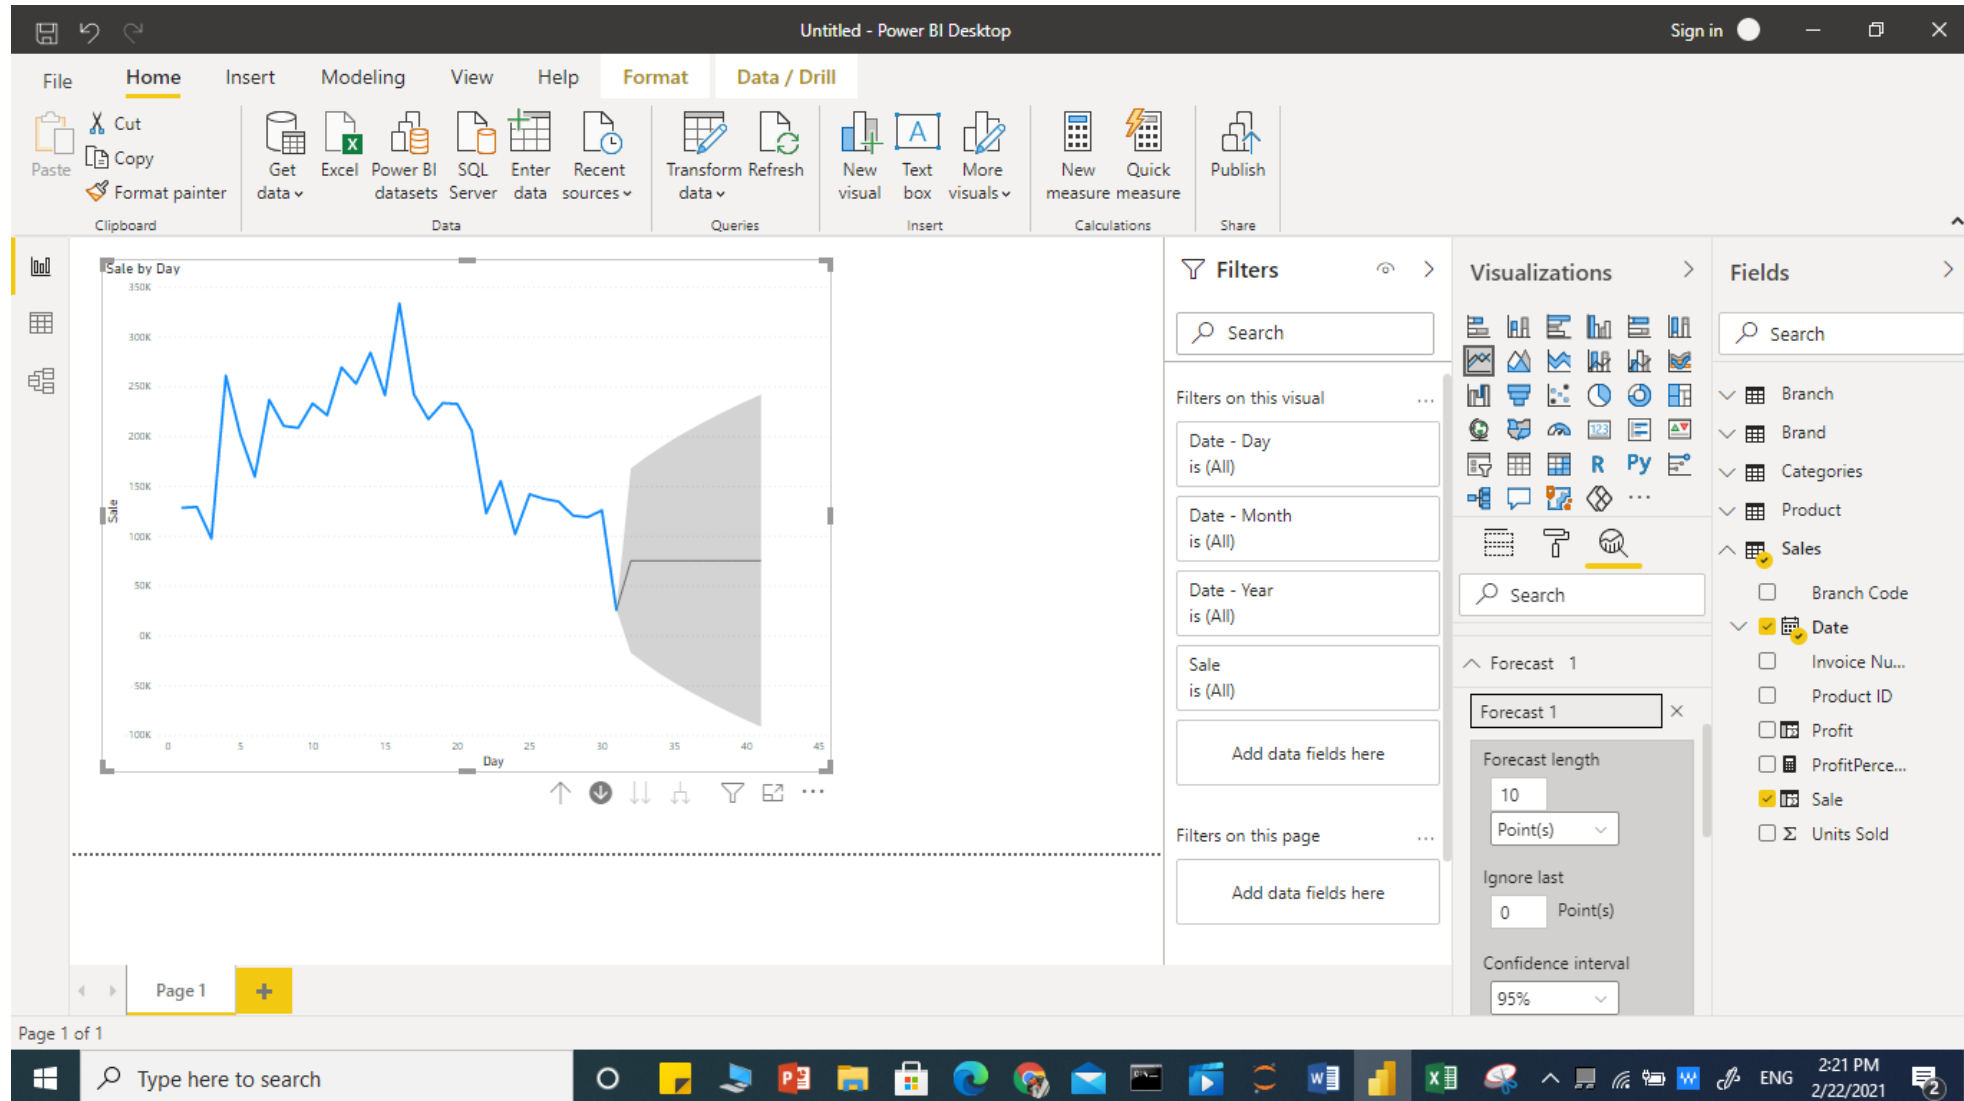 Untitled - Power BI Desktop
Sign in
File
Home
Insert
Modeling
View
Help
Format
Data / Drill
Paste
Cut
Copy
Format painter
Clipboard
Get
data
Excel
Power BI
datasets
SQL
Server
Enter
data
Recent
sources
Data
Transform
data
Refresh
Queries
New
visual
Text
box
More
visuals
Insert
New
measure
Quick
measure
Calculations
Publish
Share
Sale by Day
350K
300K
250K
200K
150K
100K
50K
0K
-50K
-100K
Sale
0 5 10 15 20 25 30 35 40 45
Day
Filters
Search
Filters on this visual
Date - Day
is (All)
Date - Month
is (All)
Date - Year
is (All)
Sale
is (All)
Add data fields here
Filters on this page
Add data fields here
Visualizations
123
R
Py
Search
Forecast 1
Forecast 1
Forecast length
10
Point(s)
Ignore last
0 Point(s)
Confidence interval
95%
Fields
Search
Branch
Brand
Categories
Product
Sales
Branch Code
Date
Invoice Nu...
Product ID
Profit
ProfitPerce...
Sale
Σ Units Sold
Page 1
Page 1 of 1
Type here to search
ENG
2:21 PM
2/22/2021
2